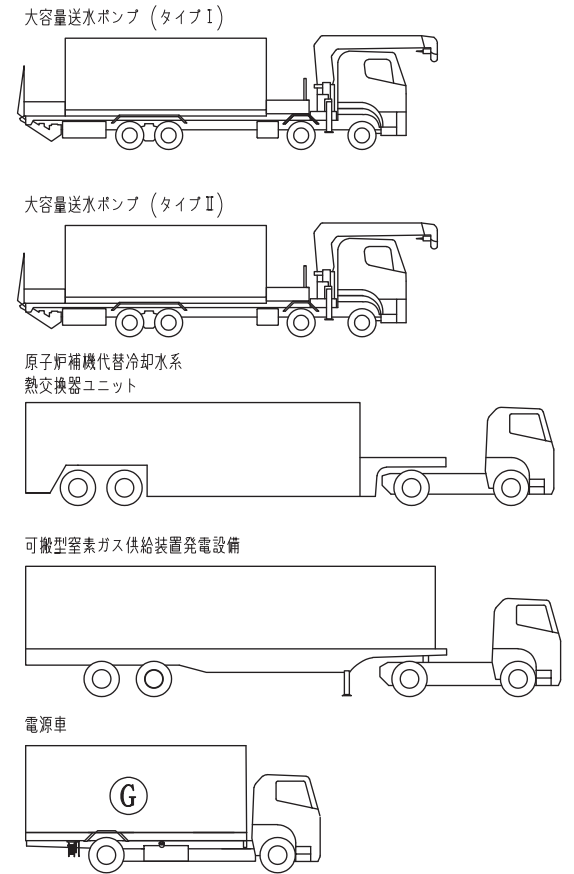 大容量送水ポンプ（タイプⅠ）
大容量送水ポンプ（タイプⅡ）
原子炉補機代替冷却水系
熱交換器ユニット
可搬型窒素ガス供給装置発電設備
電源車
G